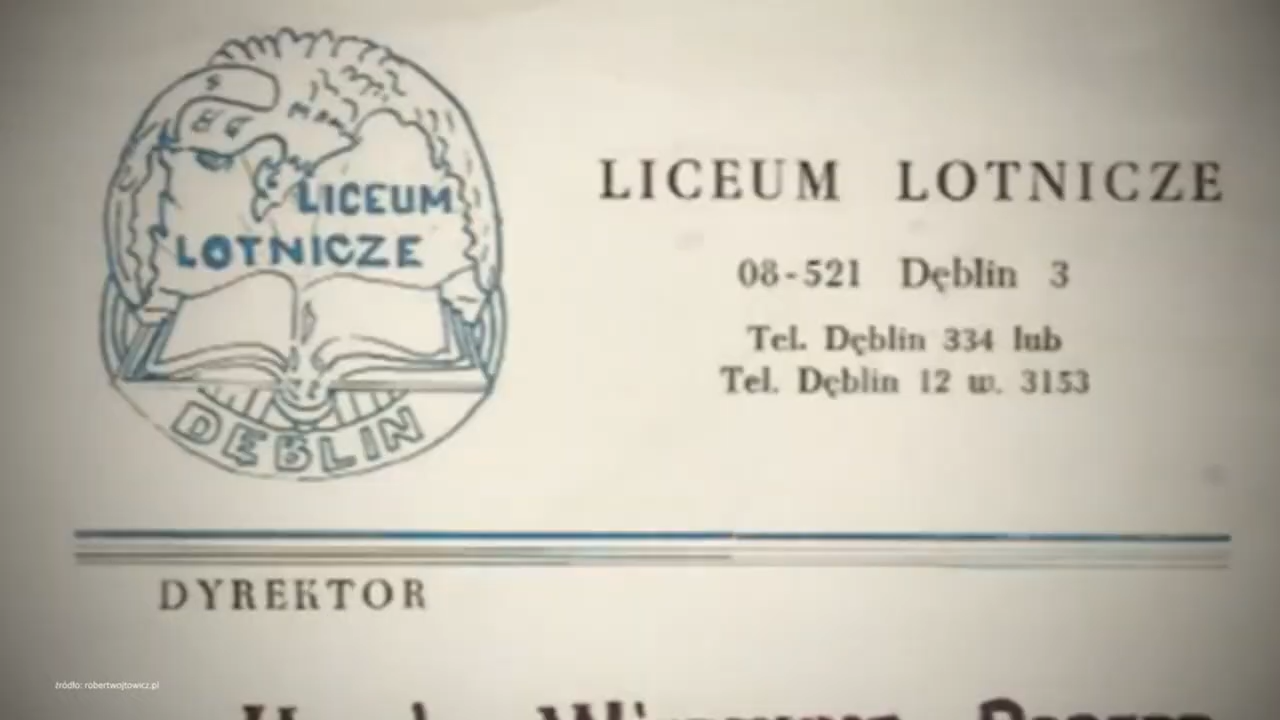 LICEUM
LOTNICZE
DĘBLIN
LICEUM LOTNICZE
08-521 Dęblin 3
Tel. Dęblin 334 lub
Tel. Dęblin 12 w. 3153
DYREKTOR
źródło: robertwojtowicz.pl